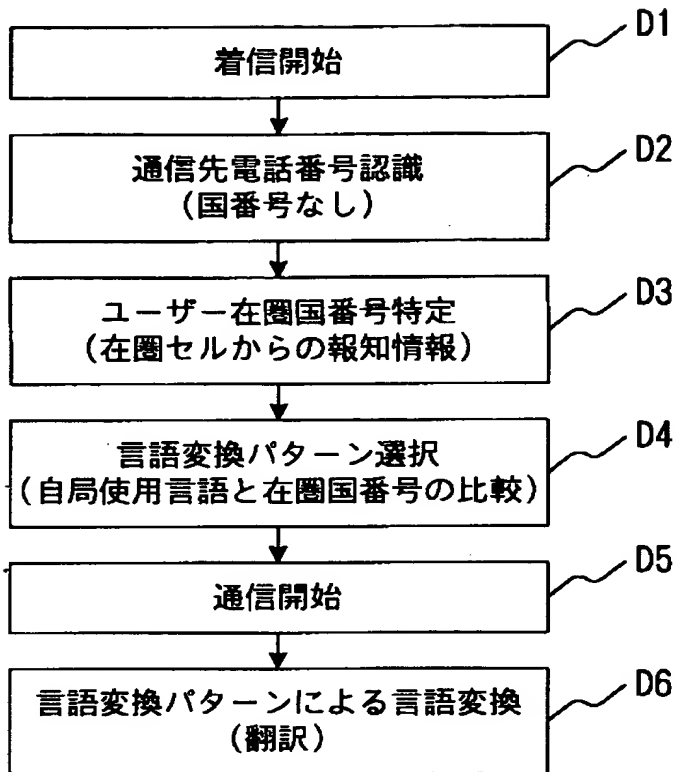 着信開始
D1
通信先電話番号認識
(国番号なし)
D2
ユーザー在圏国番号特定
(在圏セルからの報知情報)
D3
言語変換パターン選択
(自局使用言語と在圏国番号の比較)
D4
通信開始
D5
言語変換パターンによる言語変換
(翻訳)
D6